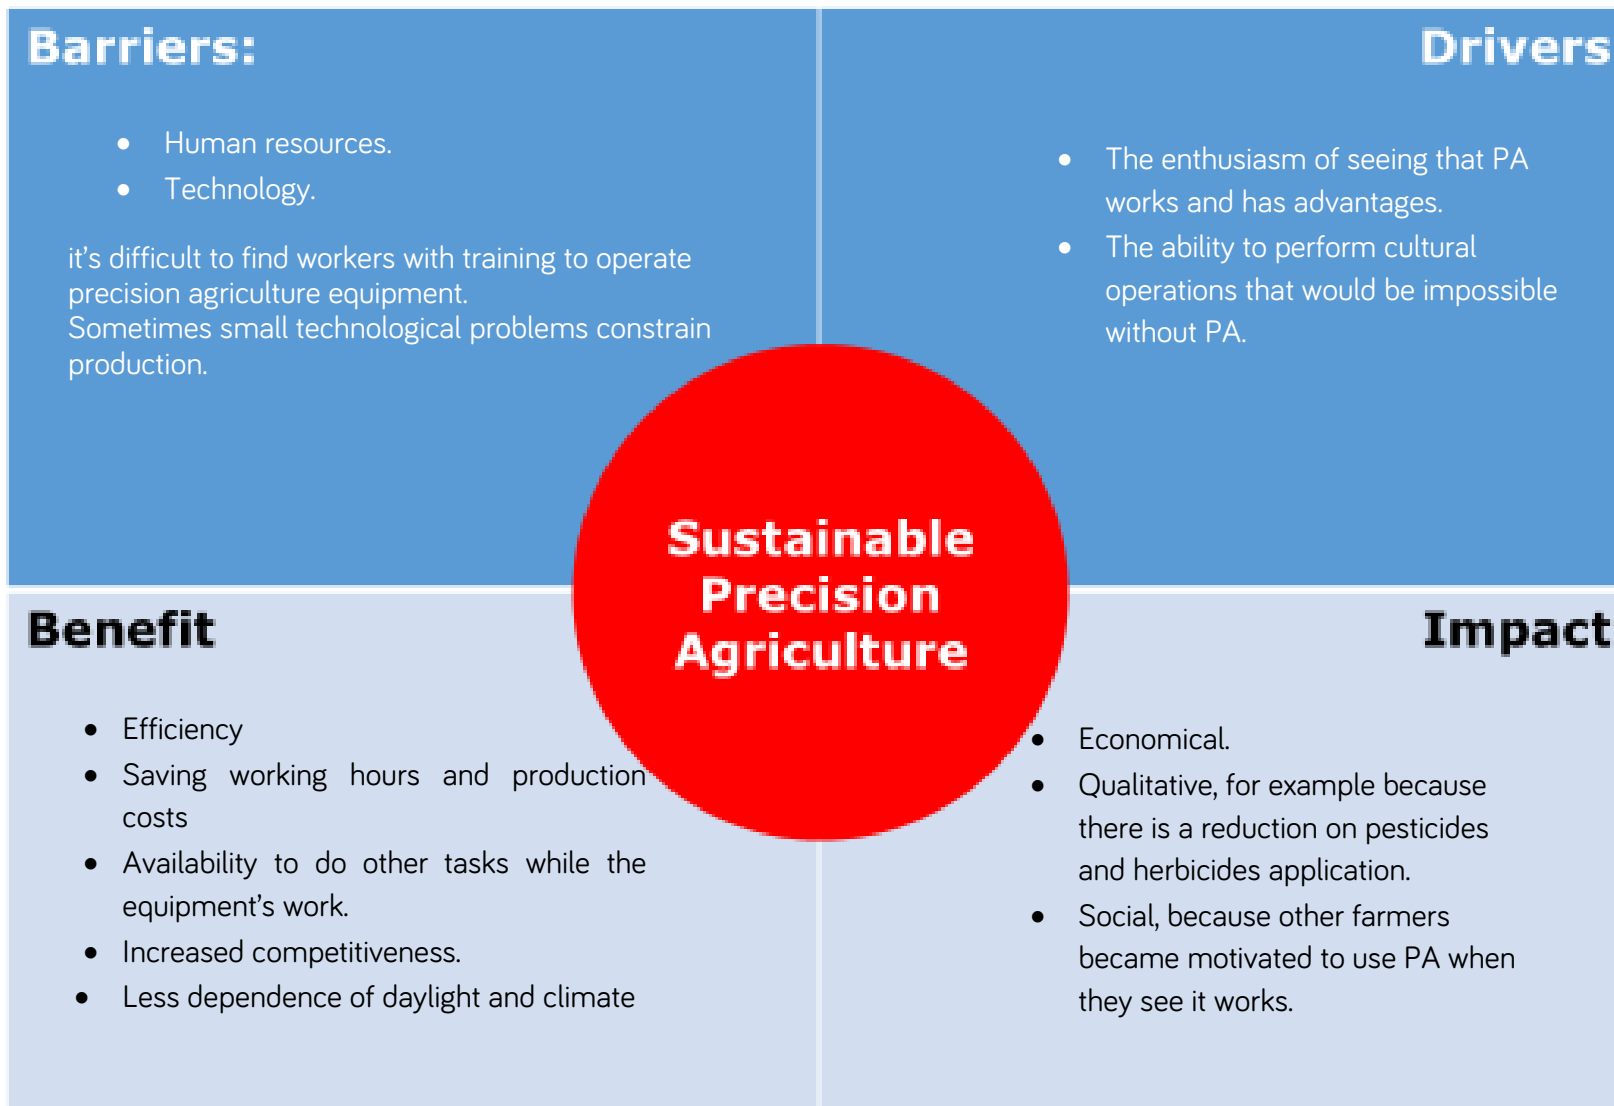 Barriers:
• Human resources.
• Technology.
it's difficult to find workers with training to operate
precision agriculture equipment.
Sometimes small technological problems constrain
production.
Drivers
• The enthusiasm of seeing that PA
works and has advantages.
• The ability to perform cultural
operations that would be impossible
without PA.
Sustainable
Precision
Agriculture
Benefit
• Efficiency
• Saving working hours and production
costs
• Availability to do other tasks while the
equipment's work.
• Increased competitiveness.
• Less dependence of daylight and climate
Impact
• Economical.
• Qualitative, for example because
there is a reduction on pesticides
and herbicides application.
• Social, because other farmers
became motivated to use PA when
they see it works.